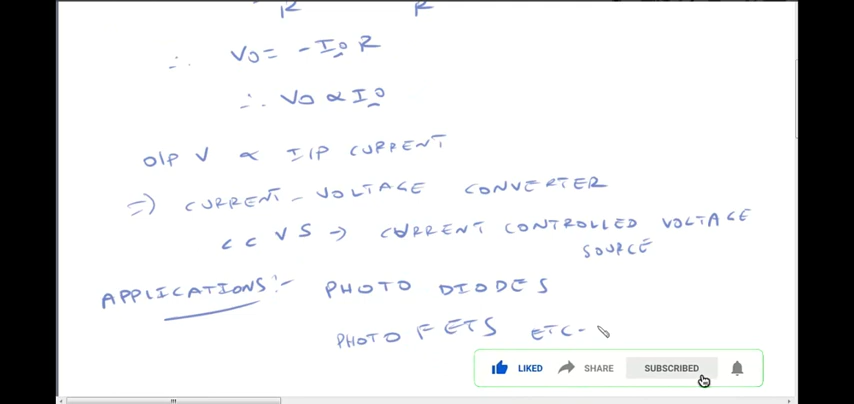 R R
∴ VO = - IO R
∴ VO ∝ IO
O/P V ∝ I/P CURRENT
=> CURRENT - VOLTAGE CONVERTER
CCVS → CURRENT CONTROLLED VOLTAGE
SOURCE
APPLICATIONS :- PHOTO DIODES
PHOTO FETS ETC-
LIKED SHARE SUBSCRIBED